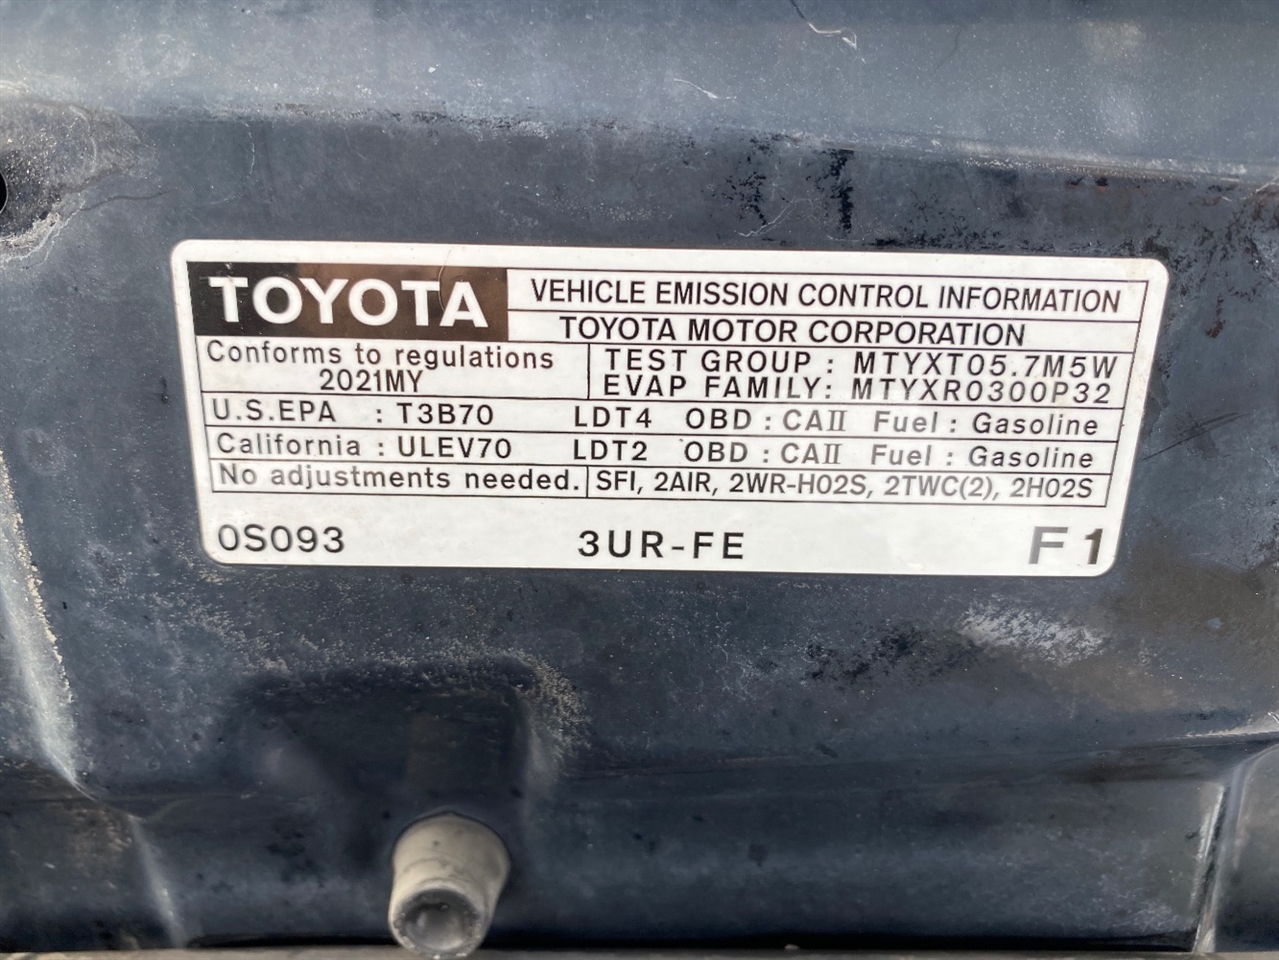 TOYOTA
VEHICLE EMISSION CONTROL INFORMATION
TOYOTA MOTOR CORPORATION
Conforms to regulations
2021MY
TEST GROUP : MTYXT05.7M5W
EVAP FAMILY: MTYXR0300P32
U.S.EPA : T3B70 LDT4 OBD : CAII Fuel : Gasoline
California : ULEV70 LDT2 OBD : CAII Fuel : Gasoline
No adjustments needed. SFI, 2AIR, 2WR-HO2S, 2TWC(2), 2HO2S
0S093 3UR-FE F1